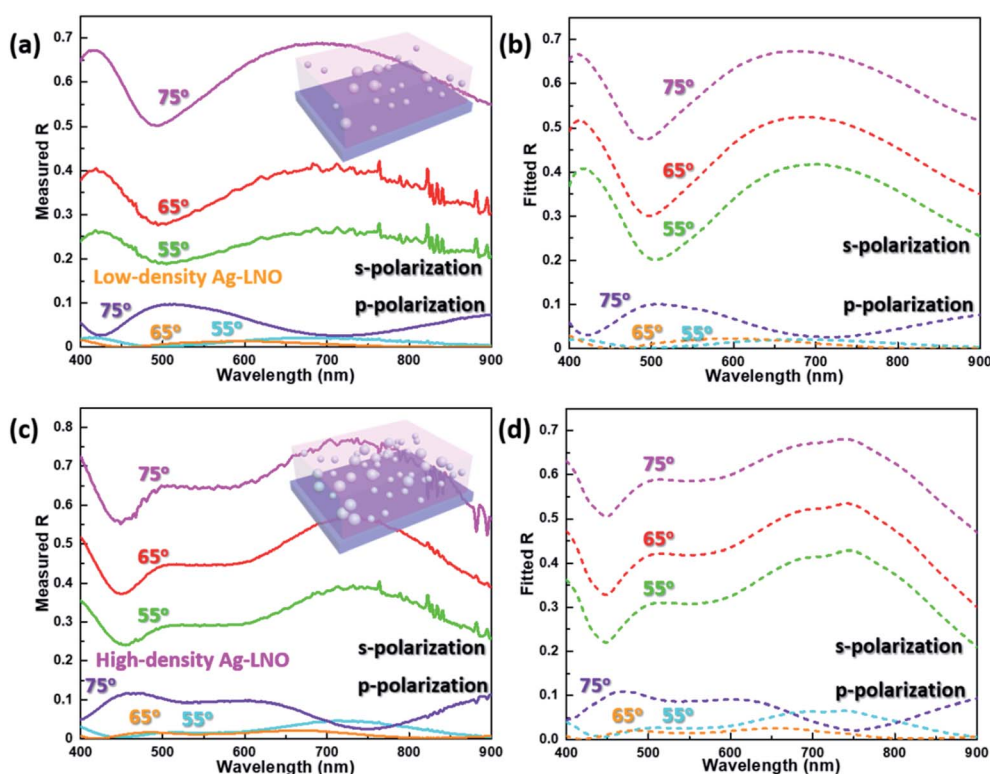 (a)
0.7
0.6
0.5
0.4
0.3
0.2
0.1
0
Measured R
75°
65°
55°
Low-density Ag-LNO
s-polarization
p-polarization
75°
65°
55°
400 500 600 700 800 900
Wavelength (nm)
(b)
0.7
0.6
0.5
0.4
0.3
0.2
0.1
0
Fitted R
75°
65°
55°
s-polarization
p-polarization
75°
65°
55°
400 500 600 700 800 900
Wavelength (nm)
(c)
0.8
0.7
0.6
0.5
0.4
0.3
0.2
0.1
0
Measured R
75°
65°
55°
High-density Ag-LNO
s-polarization
p-polarization
75°
65°
55°
400 500 600 700 800 900
Wavelength (nm)
(d)
0.7
0.6
0.5
0.4
0.3
0.2
0.1
0.0
Fitted R
75°
65°
55°
s-polarization
p-polarization
75°
65°
55°
400 500 600 700 800 900
Wavelength (nm)